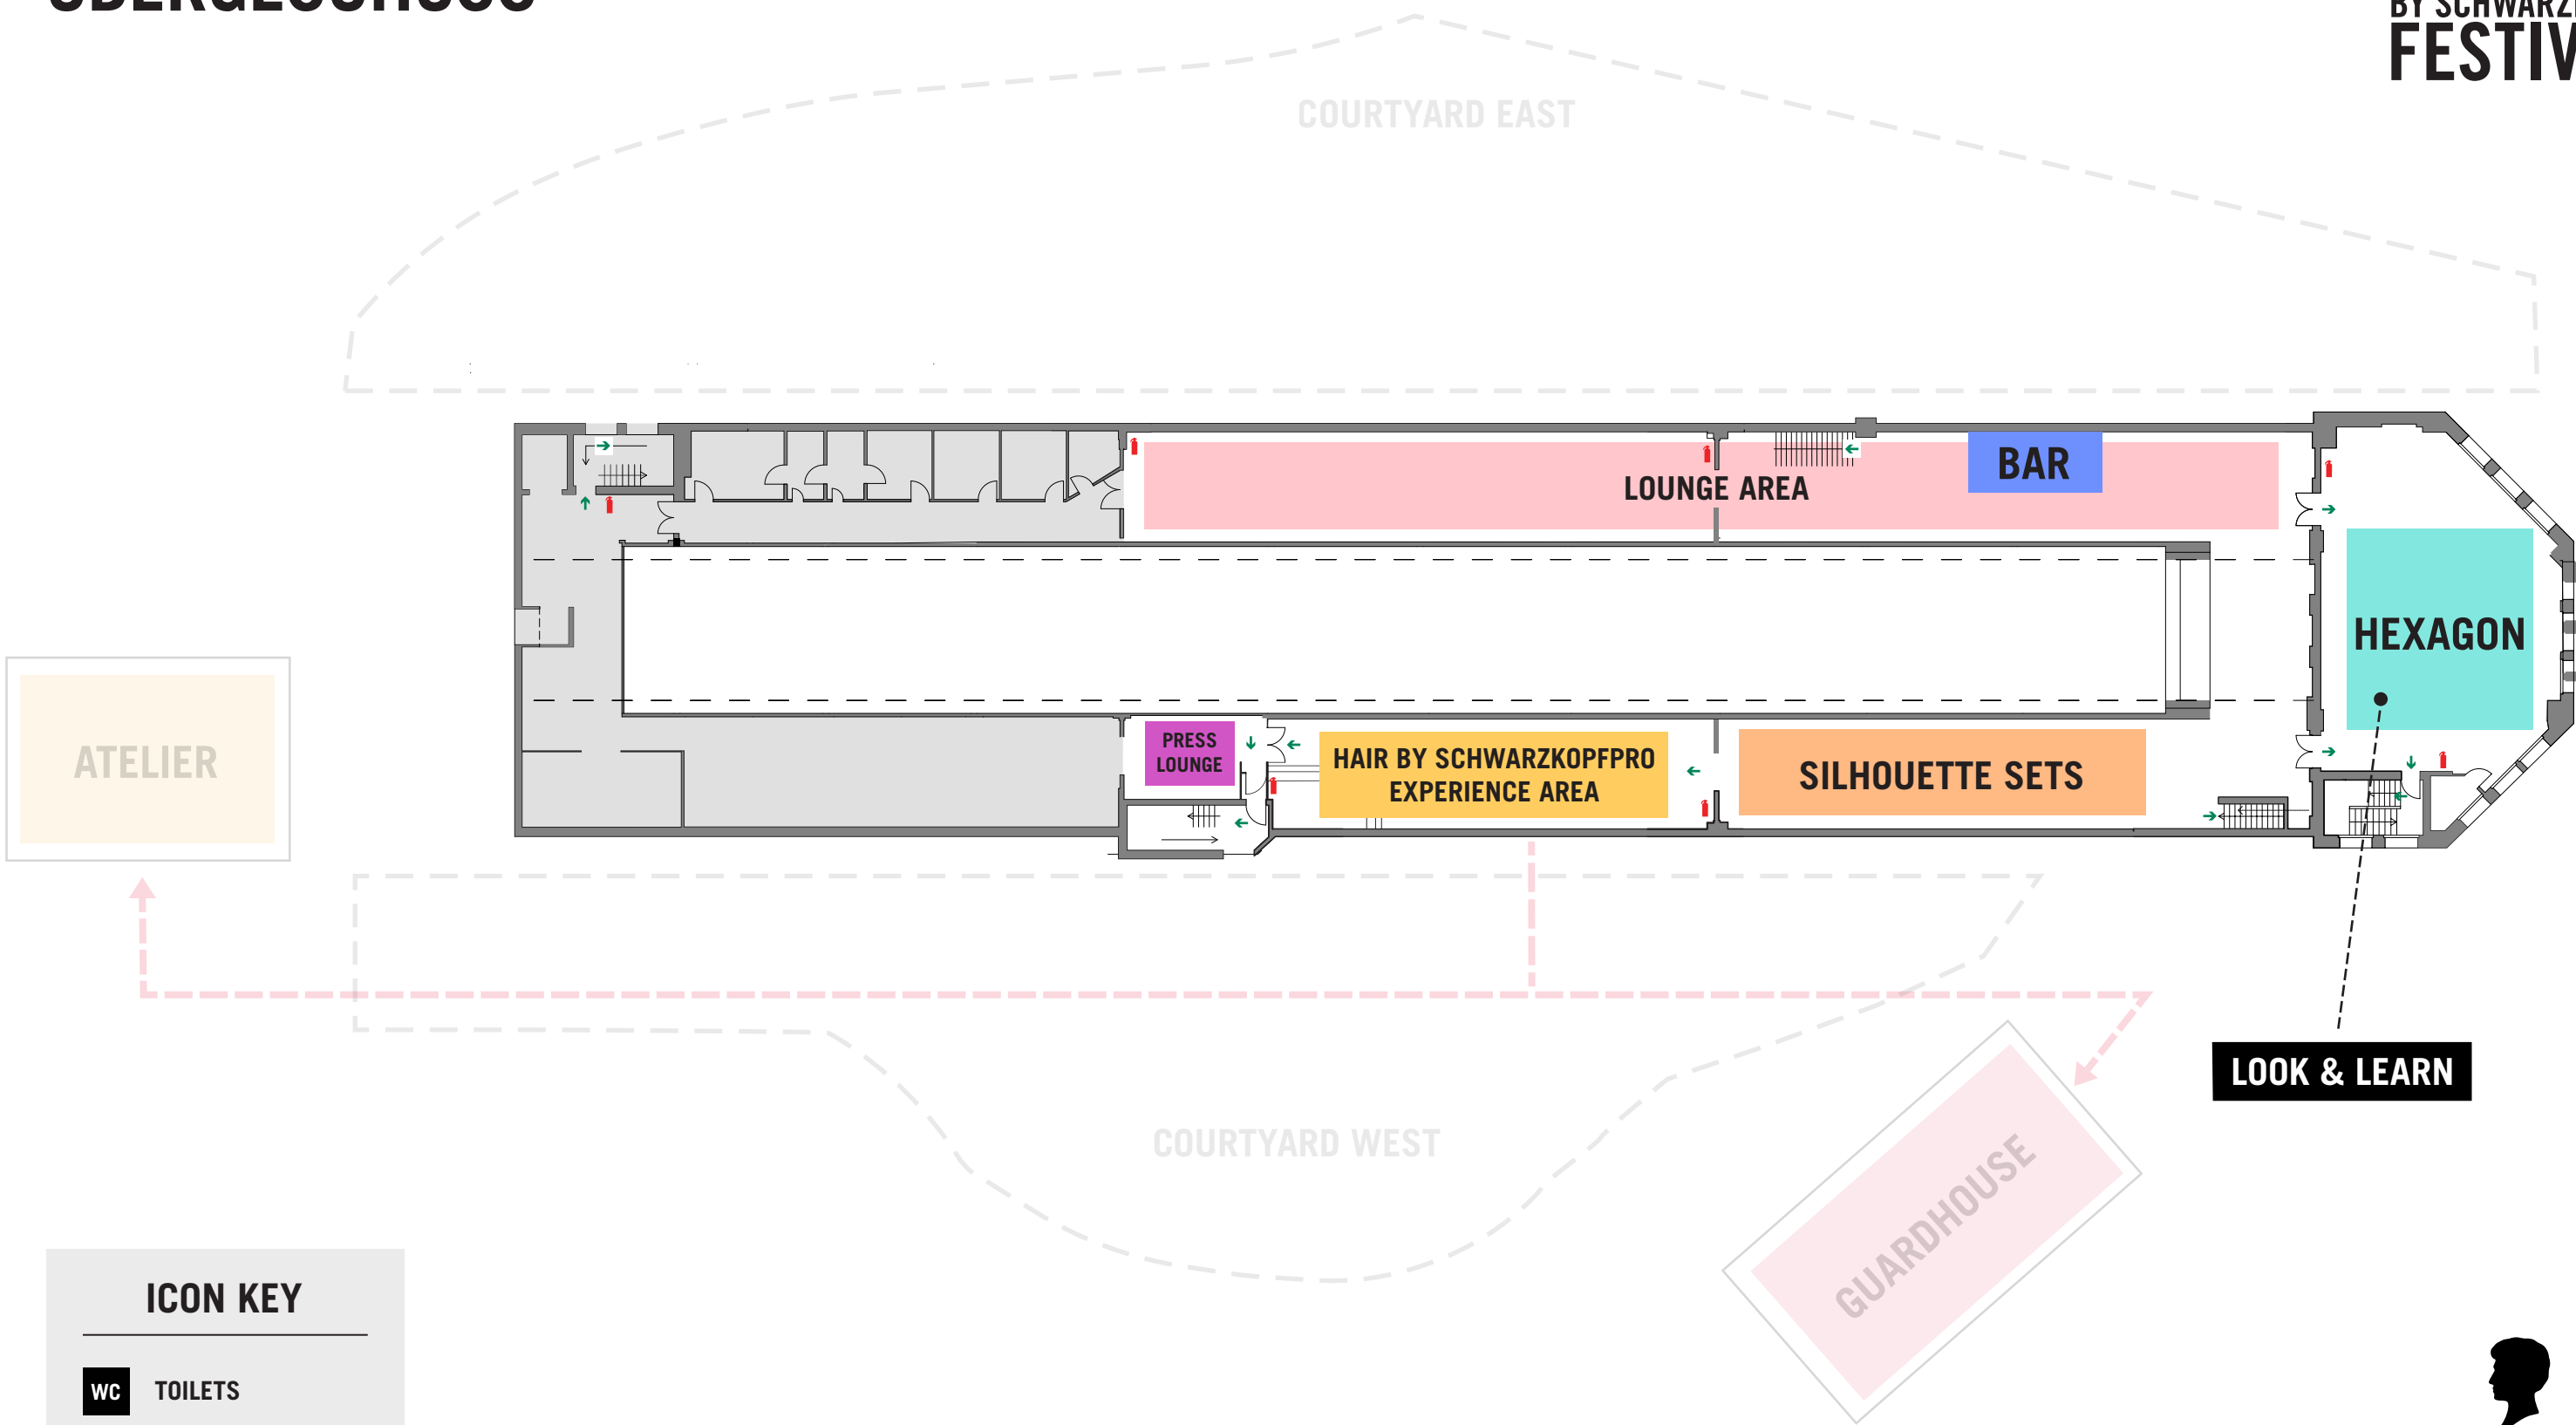 FESTIV
COURTYARD EAST
BAR
LOUNGE AREA
HEXAGON
ATELIER
PRESS
LOUNGE
HAIR BY SCHWARZKOPFPRO
EXPERIENCE AREA
SILHOUETTE SETS
LOOK & LEARN
COURTYARD WEST
GUARDHOUSE
ICON KEY
WC TOILETS